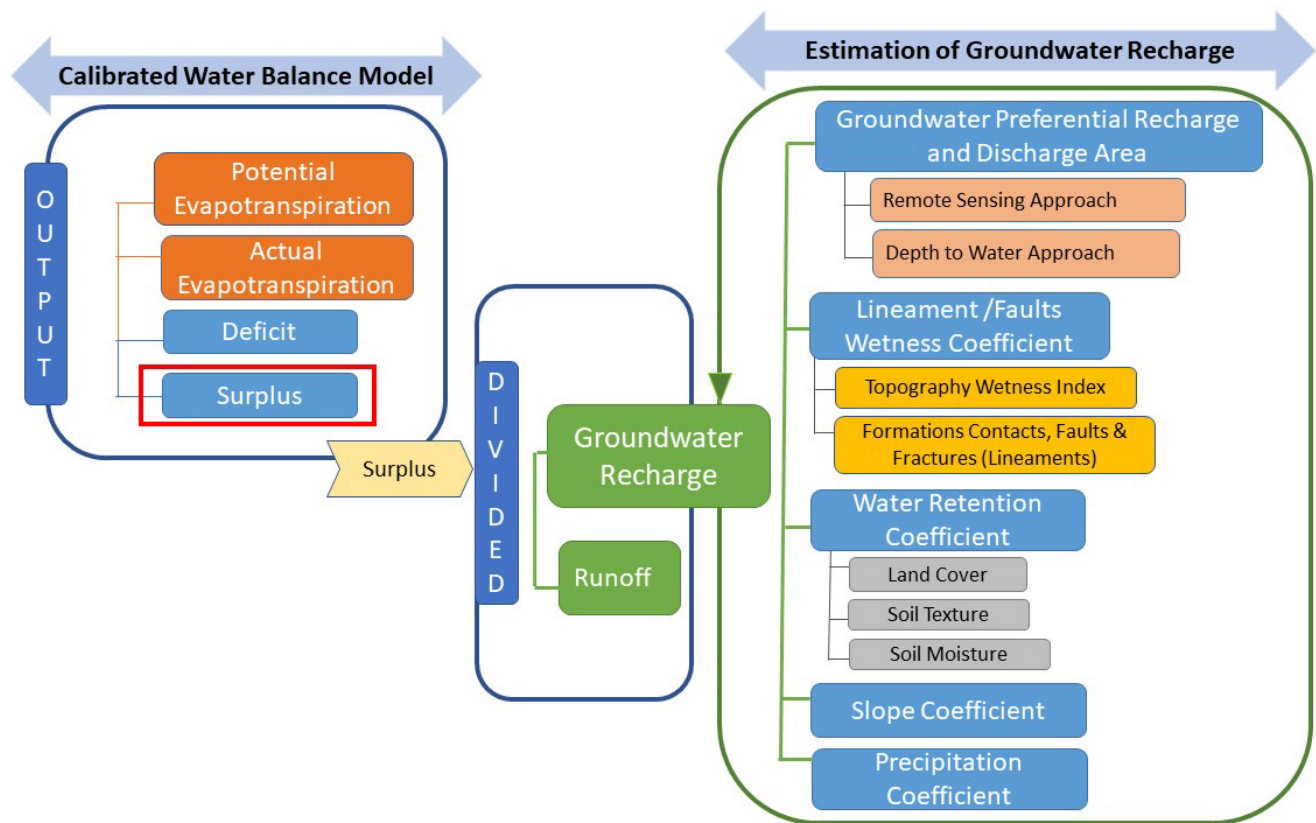 Calibrated Water Balance Model
OUTPUT
Potential
Evapotranspiration
Actual
Evapotranspiration
Deficit
Surplus
Surplus
DIVIDED
Groundwater
Recharge
Runoff
Estimation of Groundwater Recharge
Groundwater Preferential Recharge
and Discharge Area
Remote Sensing Approach
Depth to Water Approach
Lineament /Faults
Wetness Coefficient
Topography Wetness Index
Formations Contacts, Faults &
Fractures (Lineaments)
Water Retention
Coefficient
Land Cover
Soil Texture
Soil Moisture
Slope Coefficient
Precipitation
Coefficient